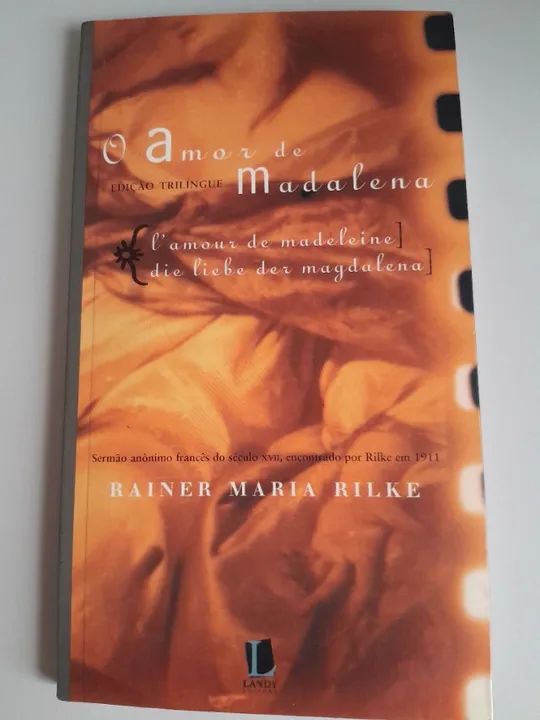 O amor de
EDIÇÃO TRILÍNGUE madalena
{l'amour de madeleine]
die liebe der magdalena]
Sermão anônimo francês do século XVII, encontrado por Rilke em 1911
RAINER MARIA RILKE
L
LANDY
EDITORA